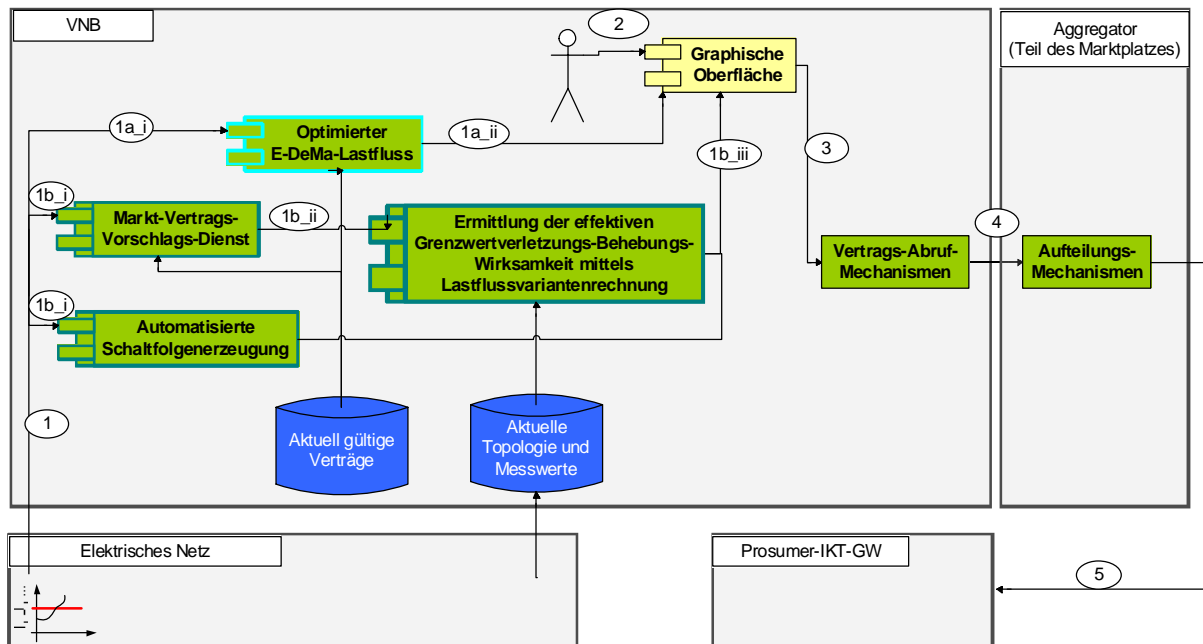 VNB
Aggregator
(Teil des Marktplatzes)
2
Graphische
Oberfläche
1a_i
Optimierter
E-DeMa-Lastfluss
1a_ii
1b_iii
3
1b_i
Markt-Vertrags-
Vorschlags-Dienst
1b_ii
Ermittlung der effektiven
Grenzwertverletzungs-Behebungs-
Wirksamkeit mittels
Lastflussvariantenrechnung
Vertrags-Abruf-
Mechanismen
4
Aufteilungs-
Mechanismen
1b_i
Automatisierte
Schaltfolgenerzeugung
1
Aktuell gültige
Verträge
Aktuelle
Topologie und
Messwerte
Elektrisches Netz
Prosumer-IKT-GW
5